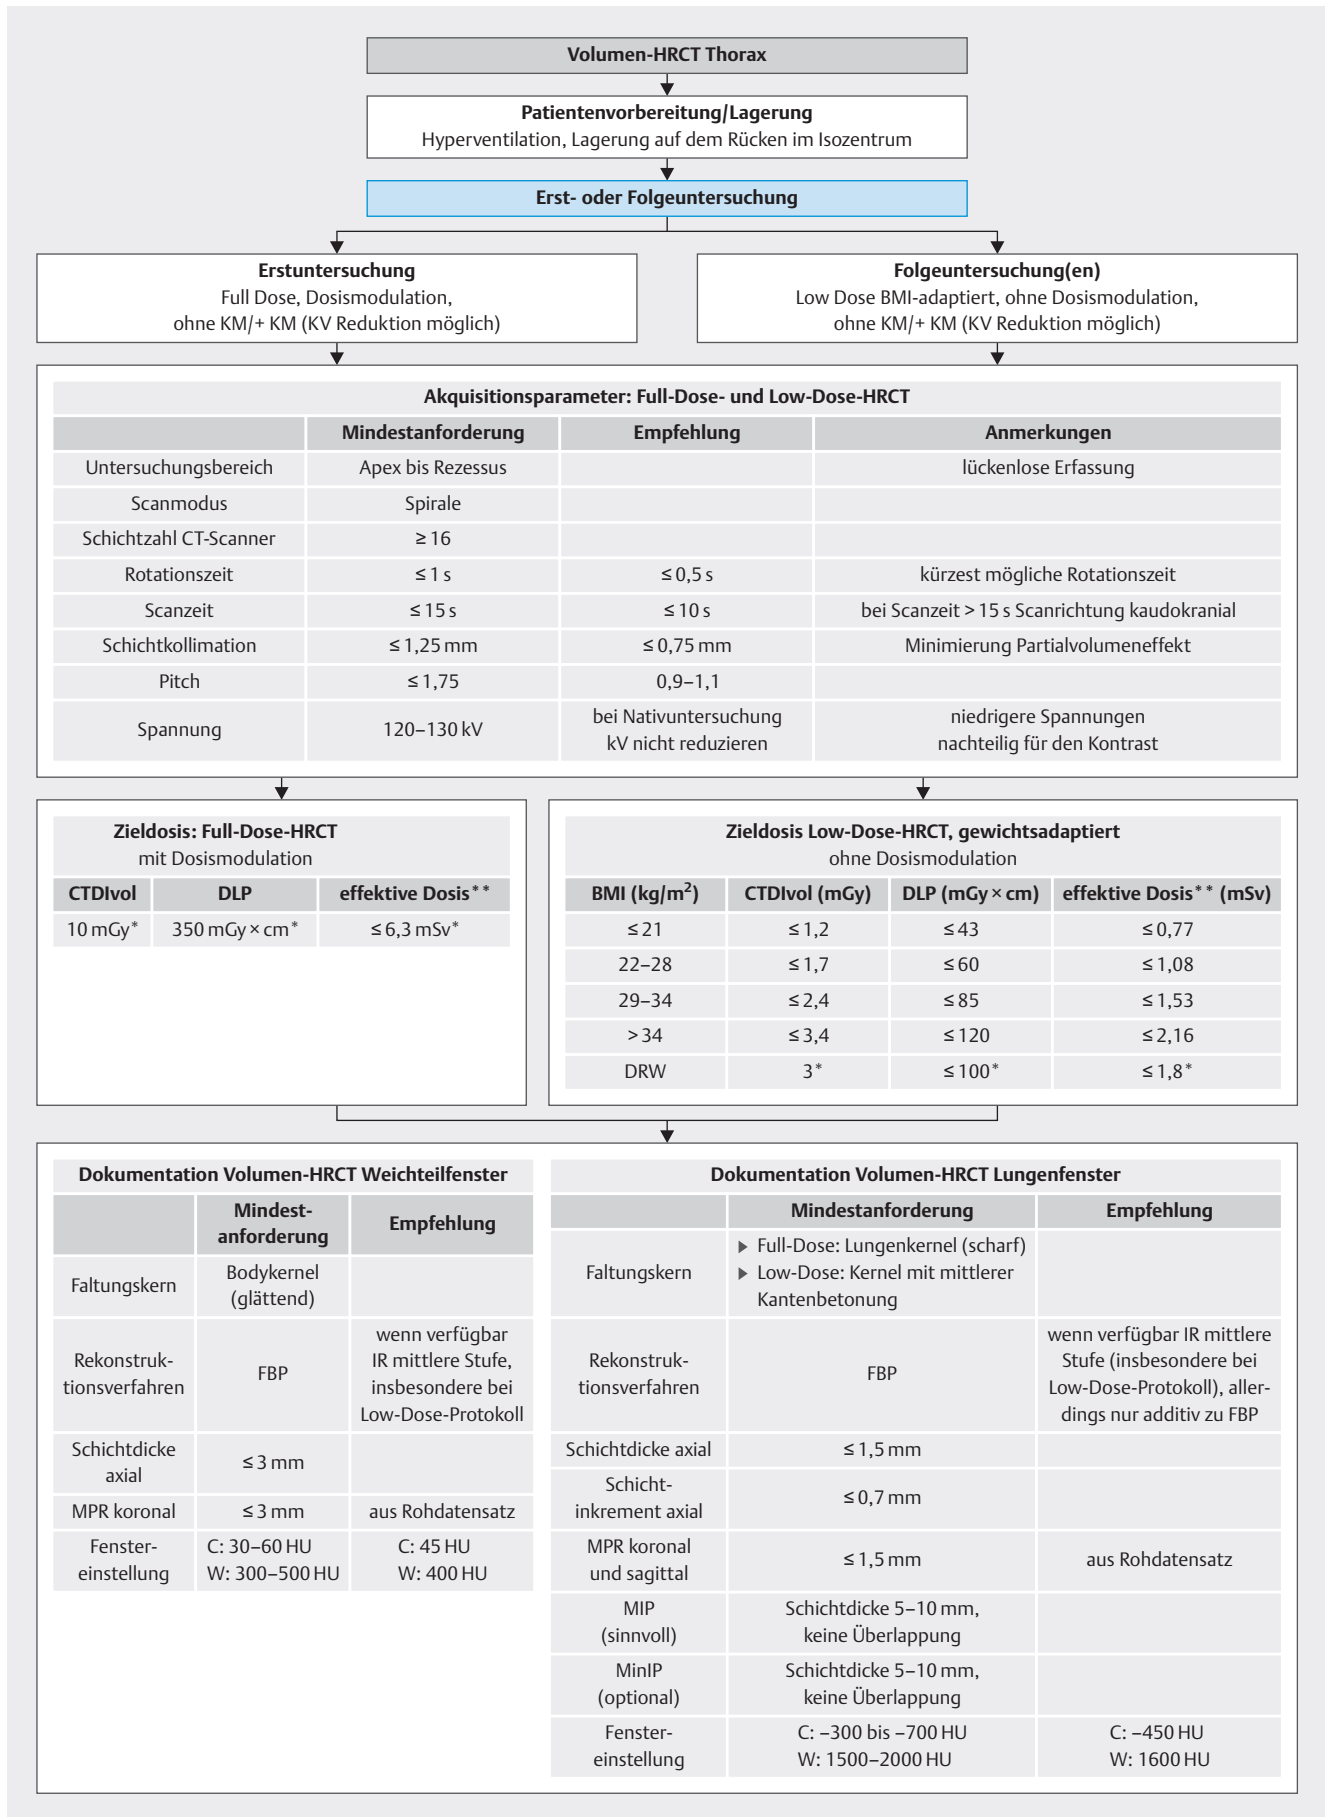 Volumen-HRCT Thorax
Patientenvorbereitung/Lagerung
Hyperventilation, Lagerung auf dem Rücken im Isozentrum
Erst- oder Folgeuntersuchung
Erstuntersuchung
Full Dose, Dosismodulation,
ohne KM/+ KM (KV Reduktion möglich)
Folgeuntersuchung(en)
Low Dose BMI-adaptiert, ohne Dosismodulation,
ohne KM/+ KM (KV Reduktion möglich)
Akquisitionsparameter: Full-Dose- und Low-Dose-HRCT
Mindestanforderung Empfehlung Anmerkungen
Untersuchungsbereich Apex bis Rezessus lückenlose Erfassung
Scanmodus Spirale
Schichtzahl CT-Scanner ≥ 16
Rotationszeit ≤ 1 s ≤ 0,5 s kürzest mögliche Rotationszeit
Scanzeit ≤ 15 s ≤ 10 s bei Scanzeit > 15 s Scanrichtung kaudokranial
Schichtkollimation ≤ 1,25 mm ≤ 0,75 mm Minimierung Partialvolumeneffekt
Pitch ≤ 1,75 0,9–1,1
Spannung 120–130 kV bei Nativuntersuchung
kV nicht reduzieren niedrigere Spannungen
nachteilig für den Kontrast
Zieldosis: Full-Dose-HRCT
mit Dosismodulation
CTDIvol DLP effektive Dosis**
10 mGy* 350 mGy × cm* ≤ 6,3 mSv*
Zieldosis Low-Dose-HRCT, gewichtsadaptiert
ohne Dosismodulation
BMI (kg/m²) CTDIvol (mGy) DLP (mGy × cm) effektive Dosis** (mSv)
≤ 21 ≤ 1,2 ≤ 43 ≤ 0,77
22–28 ≤ 1,7 ≤ 60 ≤ 1,08
29–34 ≤ 2,4 ≤ 85 ≤ 1,53
> 34 ≤ 3,4 ≤ 120 ≤ 2,16
DRW 3* ≤ 100* ≤ 1,8*
Dokumentation Volumen-HRCT Weichteilfenster
Mindest-
anforderung Empfehlung
Faltungskern Bodykernel
(glättend)
Rekonstruk-
tionsverfahren FBP wenn verfügbar
IR mittlere Stufe,
insbesondere bei
Low-Dose-Protokoll
Schichtdicke
axial ≤ 3 mm
MPR koronal ≤ 3 mm aus Rohdatensatz
Fenster-
einstellung C: 30–60 HU
W: 300–500 HU C: 45 HU
W: 400 HU
Dokumentation Volumen-HRCT Lungenfenster
Mindestanforderung Empfehlung
Faltungskern ▶ Full-Dose: Lungenkernel (scharf)
▶ Low-Dose: Kernel mit mittlerer
Kantenbetonung
Rekonstruk-
tionsverfahren FBP wenn verfügbar IR mittlere
Stufe (insbesondere bei
Low-Dose-Protokoll), aller-
dings nur additiv zu FBP
Schichtdicke axial ≤ 1,5 mm
Schicht-
inkrement axial ≤ 0,7 mm
MPR koronal
und sagittal ≤ 1,5 mm aus Rohdatensatz
MIP
(sinnvoll) Schichtdicke 5–10 mm,
keine Überlappung
MinIP
(optional) Schichtdicke 5–10 mm,
keine Überlappung
Fenster-
einstellung C: –300 bis –700 HU
W: 1500–2000 HU C: –450 HU
W: 1600 HU